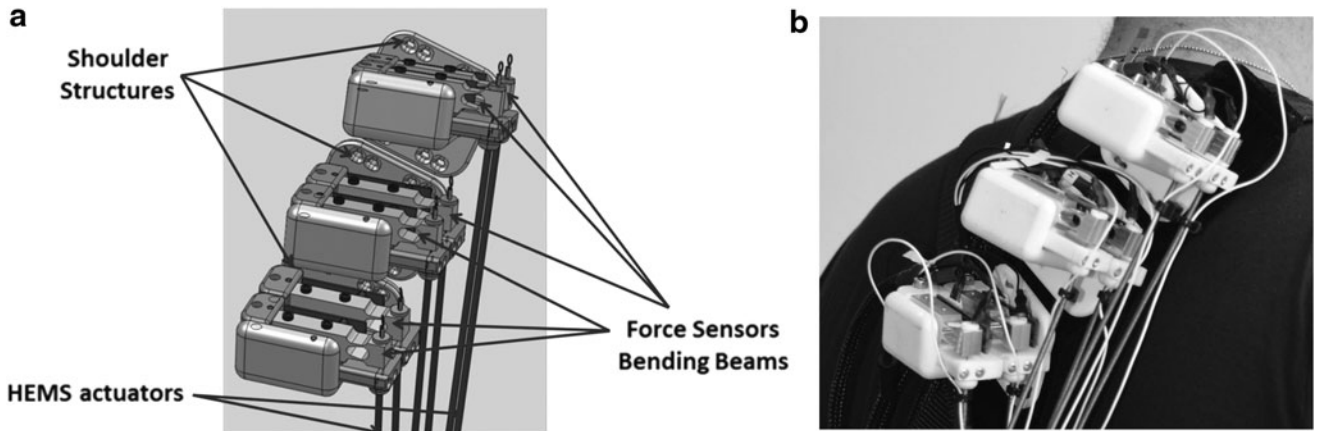 a
Shoulder
Structures
Force Sensors
Bending Beams
HEMS actuators
b